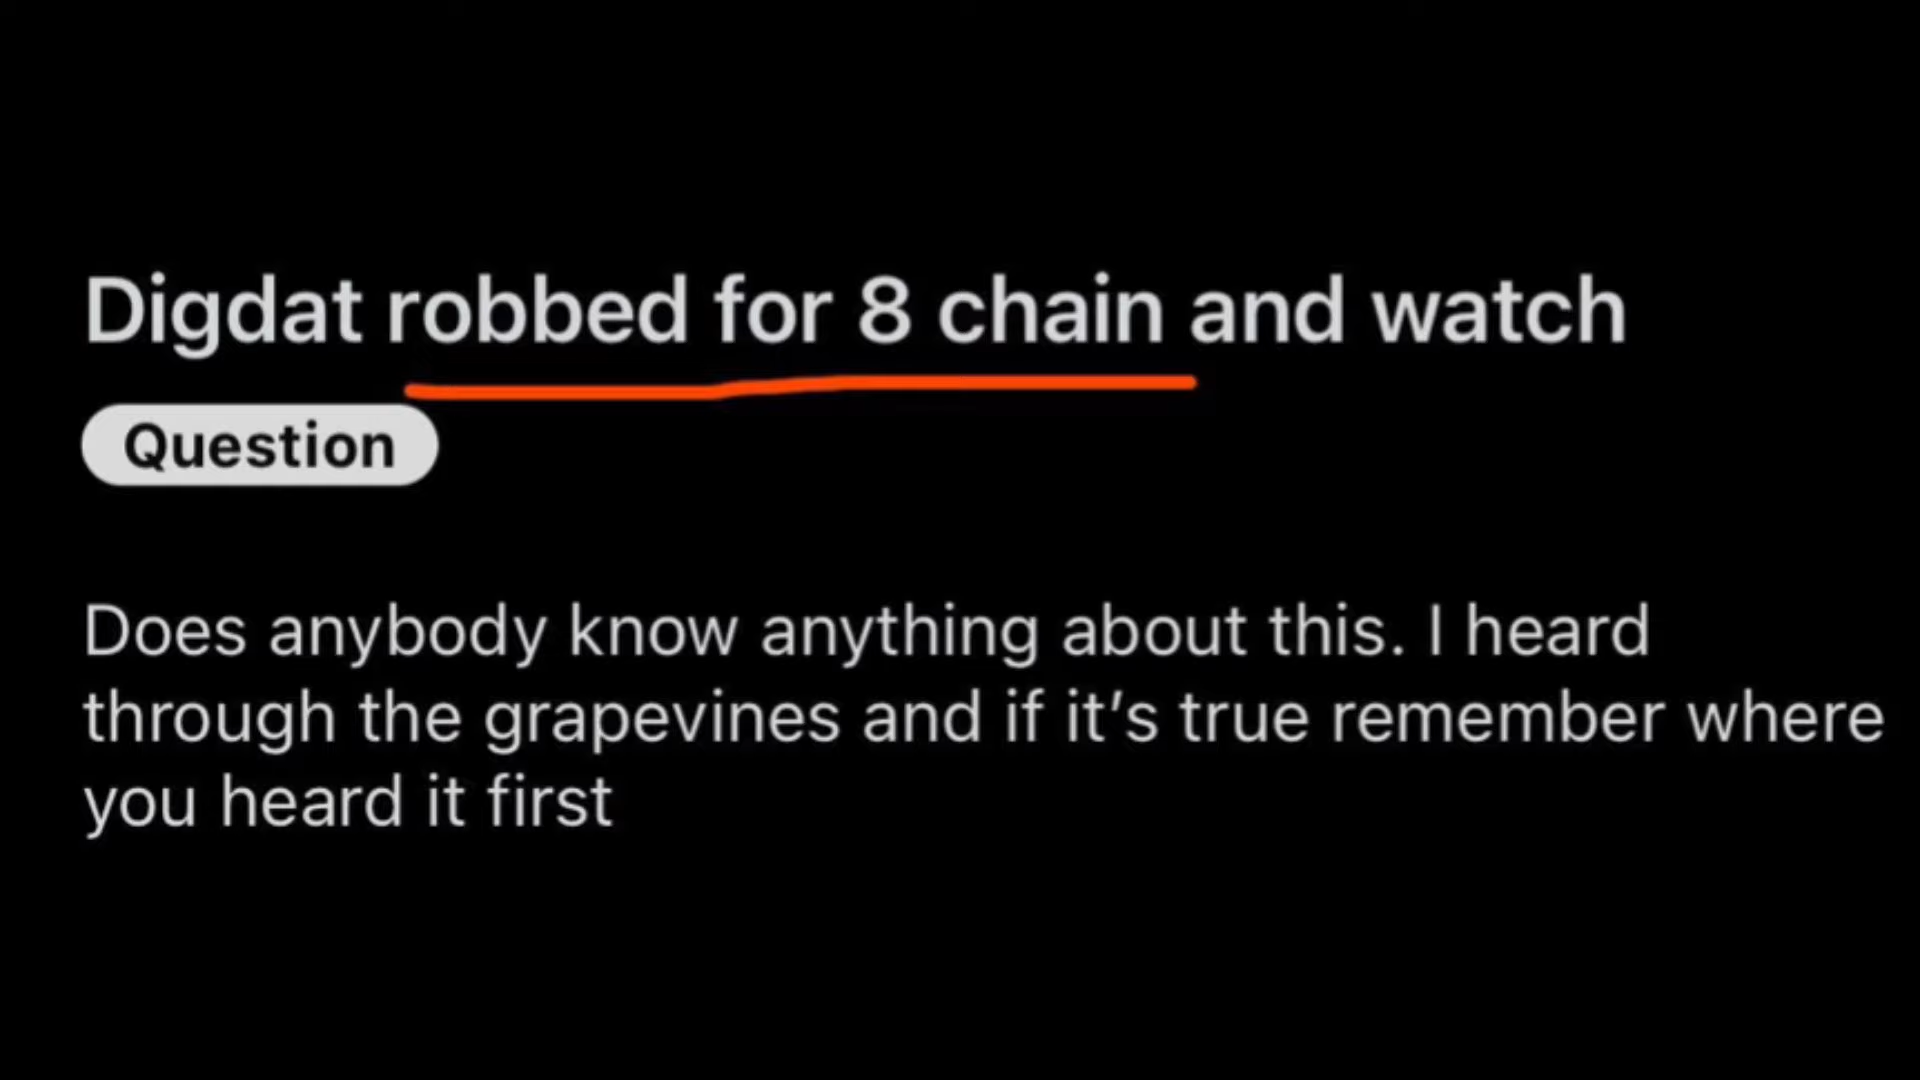 Digdat robbed for 8 chain and watch
Question
Does anybody know anything about this. I heard
through the grapevines and if it’s true remember where
you heard it first